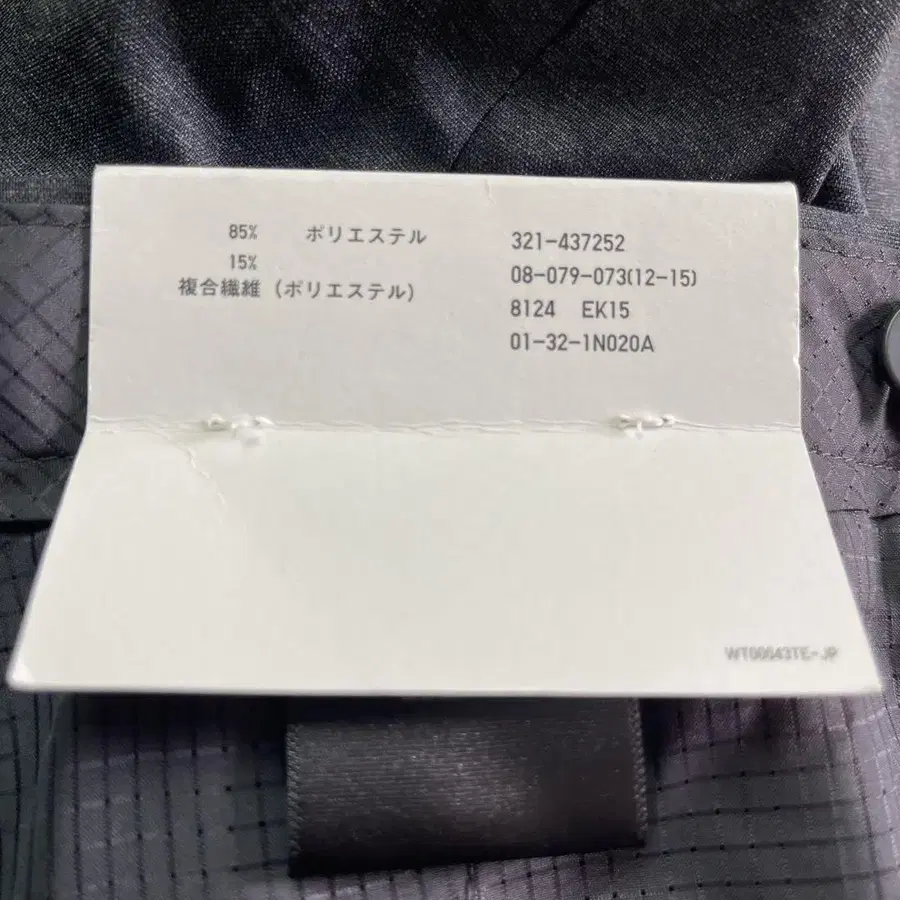 85% ポリエステル
15%
複合繊維 (ポリエステル)
321-437252
08-079-073(12-15)
8124 EK15
01-32-1N020A
WT00043TE-JP